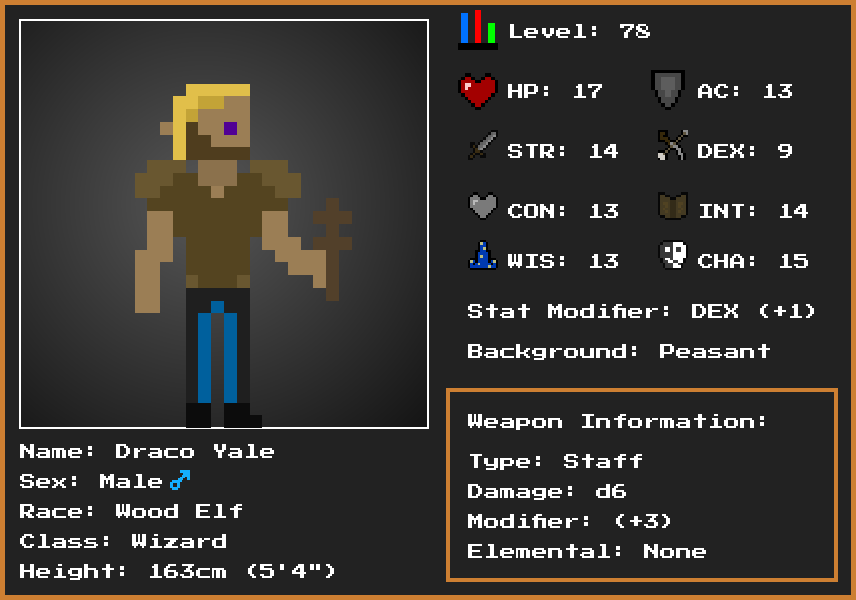 Level: 78
HP: 17 AC: 13
STR: 14 DEX: 9
CON: 13 INT: 14
WIS: 13 CHA: 15
Stat Modifier: DEX (+1)
Background: Peasant
Weapon Information:
Type: Staff
Damage: d6
Modifier: (+3)
Elemental: None
Name: Draco Yale
Sex: Male ♂
Race: Wood Elf
Class: Wizard
Height: 163cm (5'4")